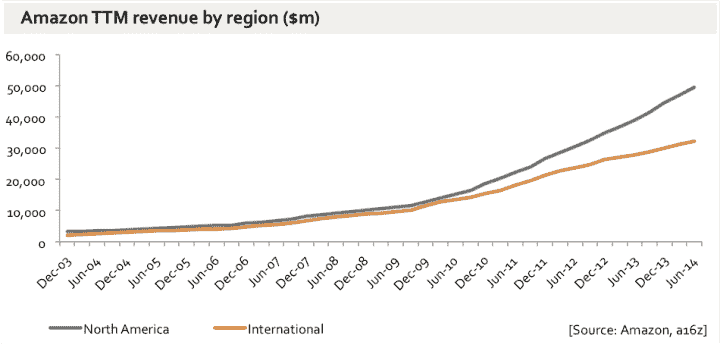 Amazon TTM revenue by region ($m)
60,000
50,000
40,000
30,000
20,000
10,000
0
Dec-03 Jun-04 Dec-04 Jun-05 Dec-05 Jun-06 Dec-06 Jun-07 Dec-07 Jun-08 Dec-08 Jun-09 Dec-09 Jun-10 Dec-10 Jun-11 Dec-11 Jun-12 Dec-12 Jun-13 Dec-13 Jun-14
North America International [Source: Amazon, a16z]